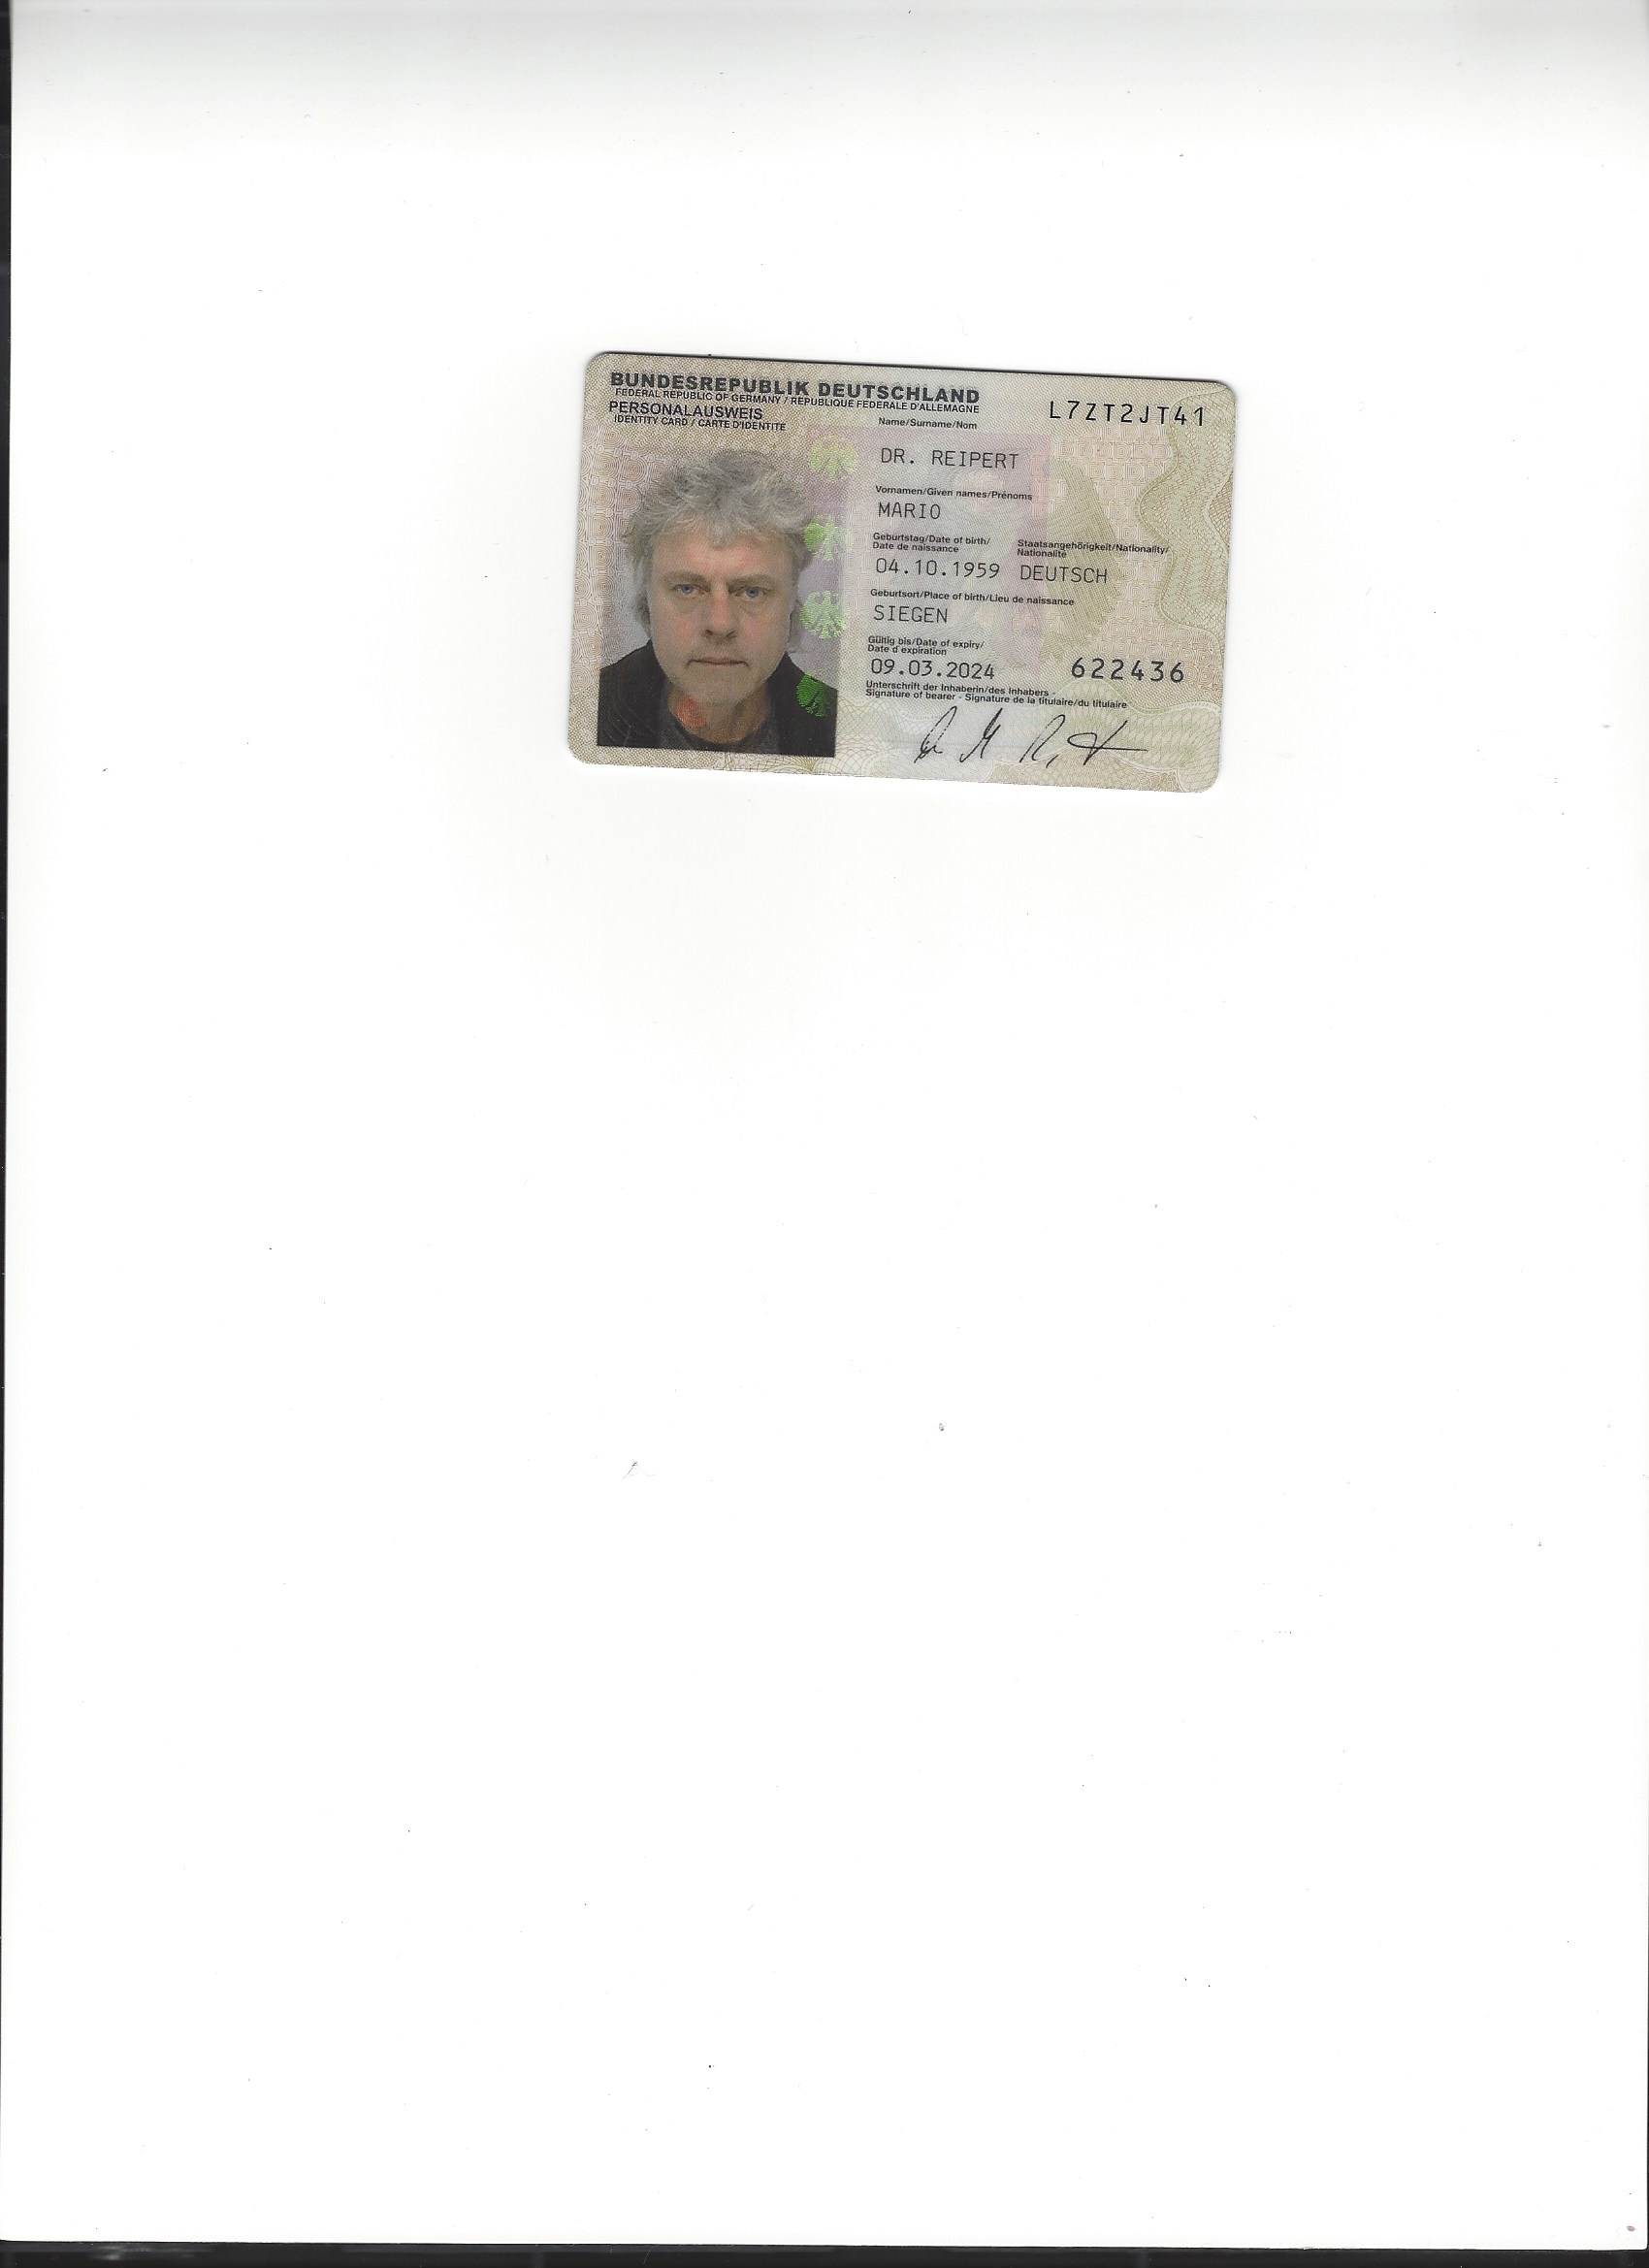 BUNDESREPUBLIK DEUTSCHLAND
FEDERAL REPUBLIC OF GERMANY / RÉPUBLIQUE FÉDÉRALE D'ALLEMAGNE
PERSONALAUSWEIS
IDENTITY CARD / CARTE D'IDENTITÉ
L7ZT2JT41
Name/Surname/Nom
DR. REIPERT
Vornamen/Given names/Prénoms
MARIO
Geburtstag/Date of birth/
Date de naissance
04.10.1959
Staatsangehörigkeit/Nationality/
Nationalité
DEUTSCH
Geburtsort/Place of birth/Lieu de naissance
SIEGEN
Gültig bis/Date of expiry/
Date d'expiration
09.03.2024
622436
Unterschrift der Inhaberin/des Inhabers -
Signature of bearer - Signature de la titulaire/du titulaire